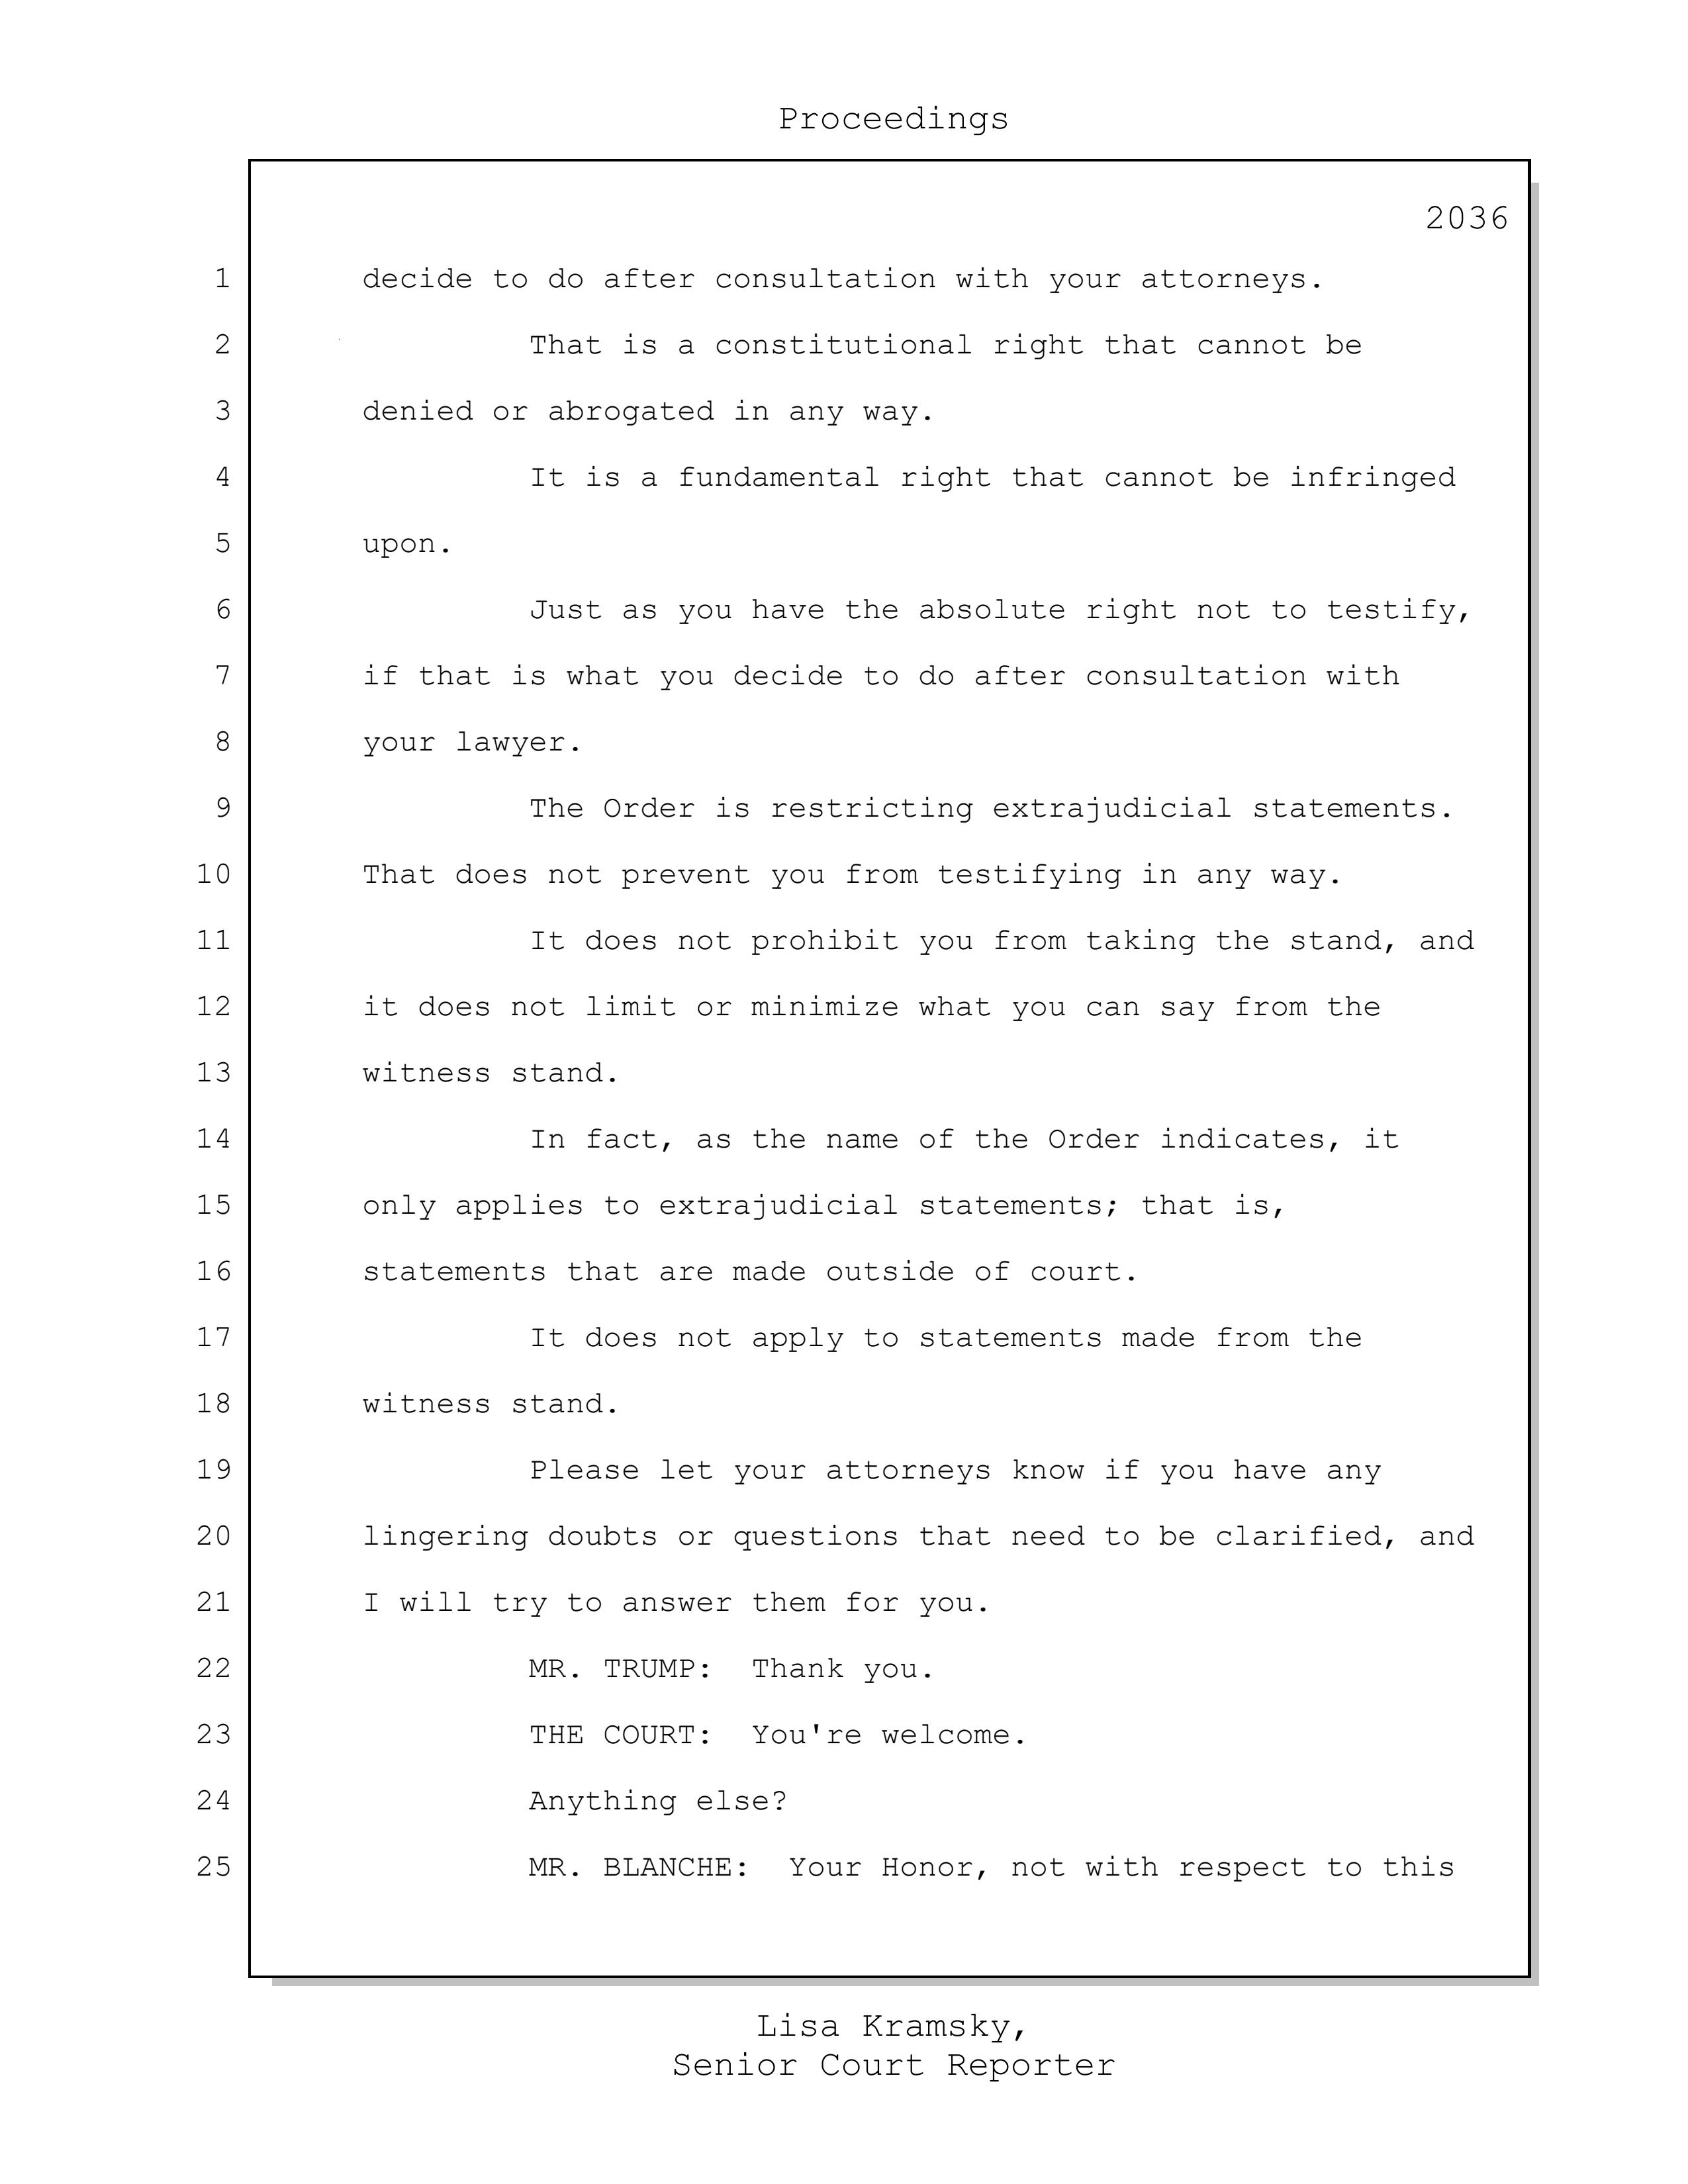 Proceedings
2036
1 decide to do after consultation with your attorneys.
2 That is a constitutional right that cannot be
3 denied or abrogated in any way.
4 It is a fundamental right that cannot be infringed
5 upon.
6 Just as you have the absolute right not to testify,
7 if that is what you decide to do after consultation with
8 your lawyer.
9 The Order is restricting extrajudicial statements.
10 That does not prevent you from testifying in any way.
11 It does not prohibit you from taking the stand, and
12 it does not limit or minimize what you can say from the
13 witness stand.
14 In fact, as the name of the Order indicates, it
15 only applies to extrajudicial statements; that is,
16 statements that are made outside of court.
17 It does not apply to statements made from the
18 witness stand.
19 Please let your attorneys know if you have any
20 lingering doubts or questions that need to be clarified, and
21 I will try to answer them for you.
22 MR. TRUMP: Thank you.
23 THE COURT: You're welcome.
24 Anything else?
25 MR. BLANCHE: Your Honor, not with respect to this
Lisa Kramsky,
Senior Court Reporter